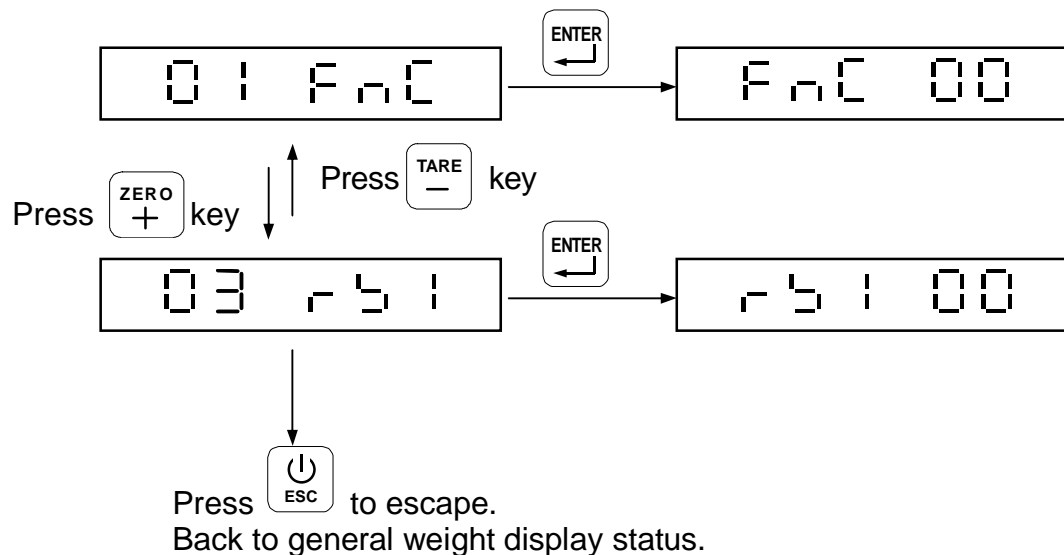 ENTER
01 FnC
FnC 00
Press TARE − key
Press ZERO + key
ENTER
03 rS1
rS1 00
Press ESC to escape.
Back to general weight display status.